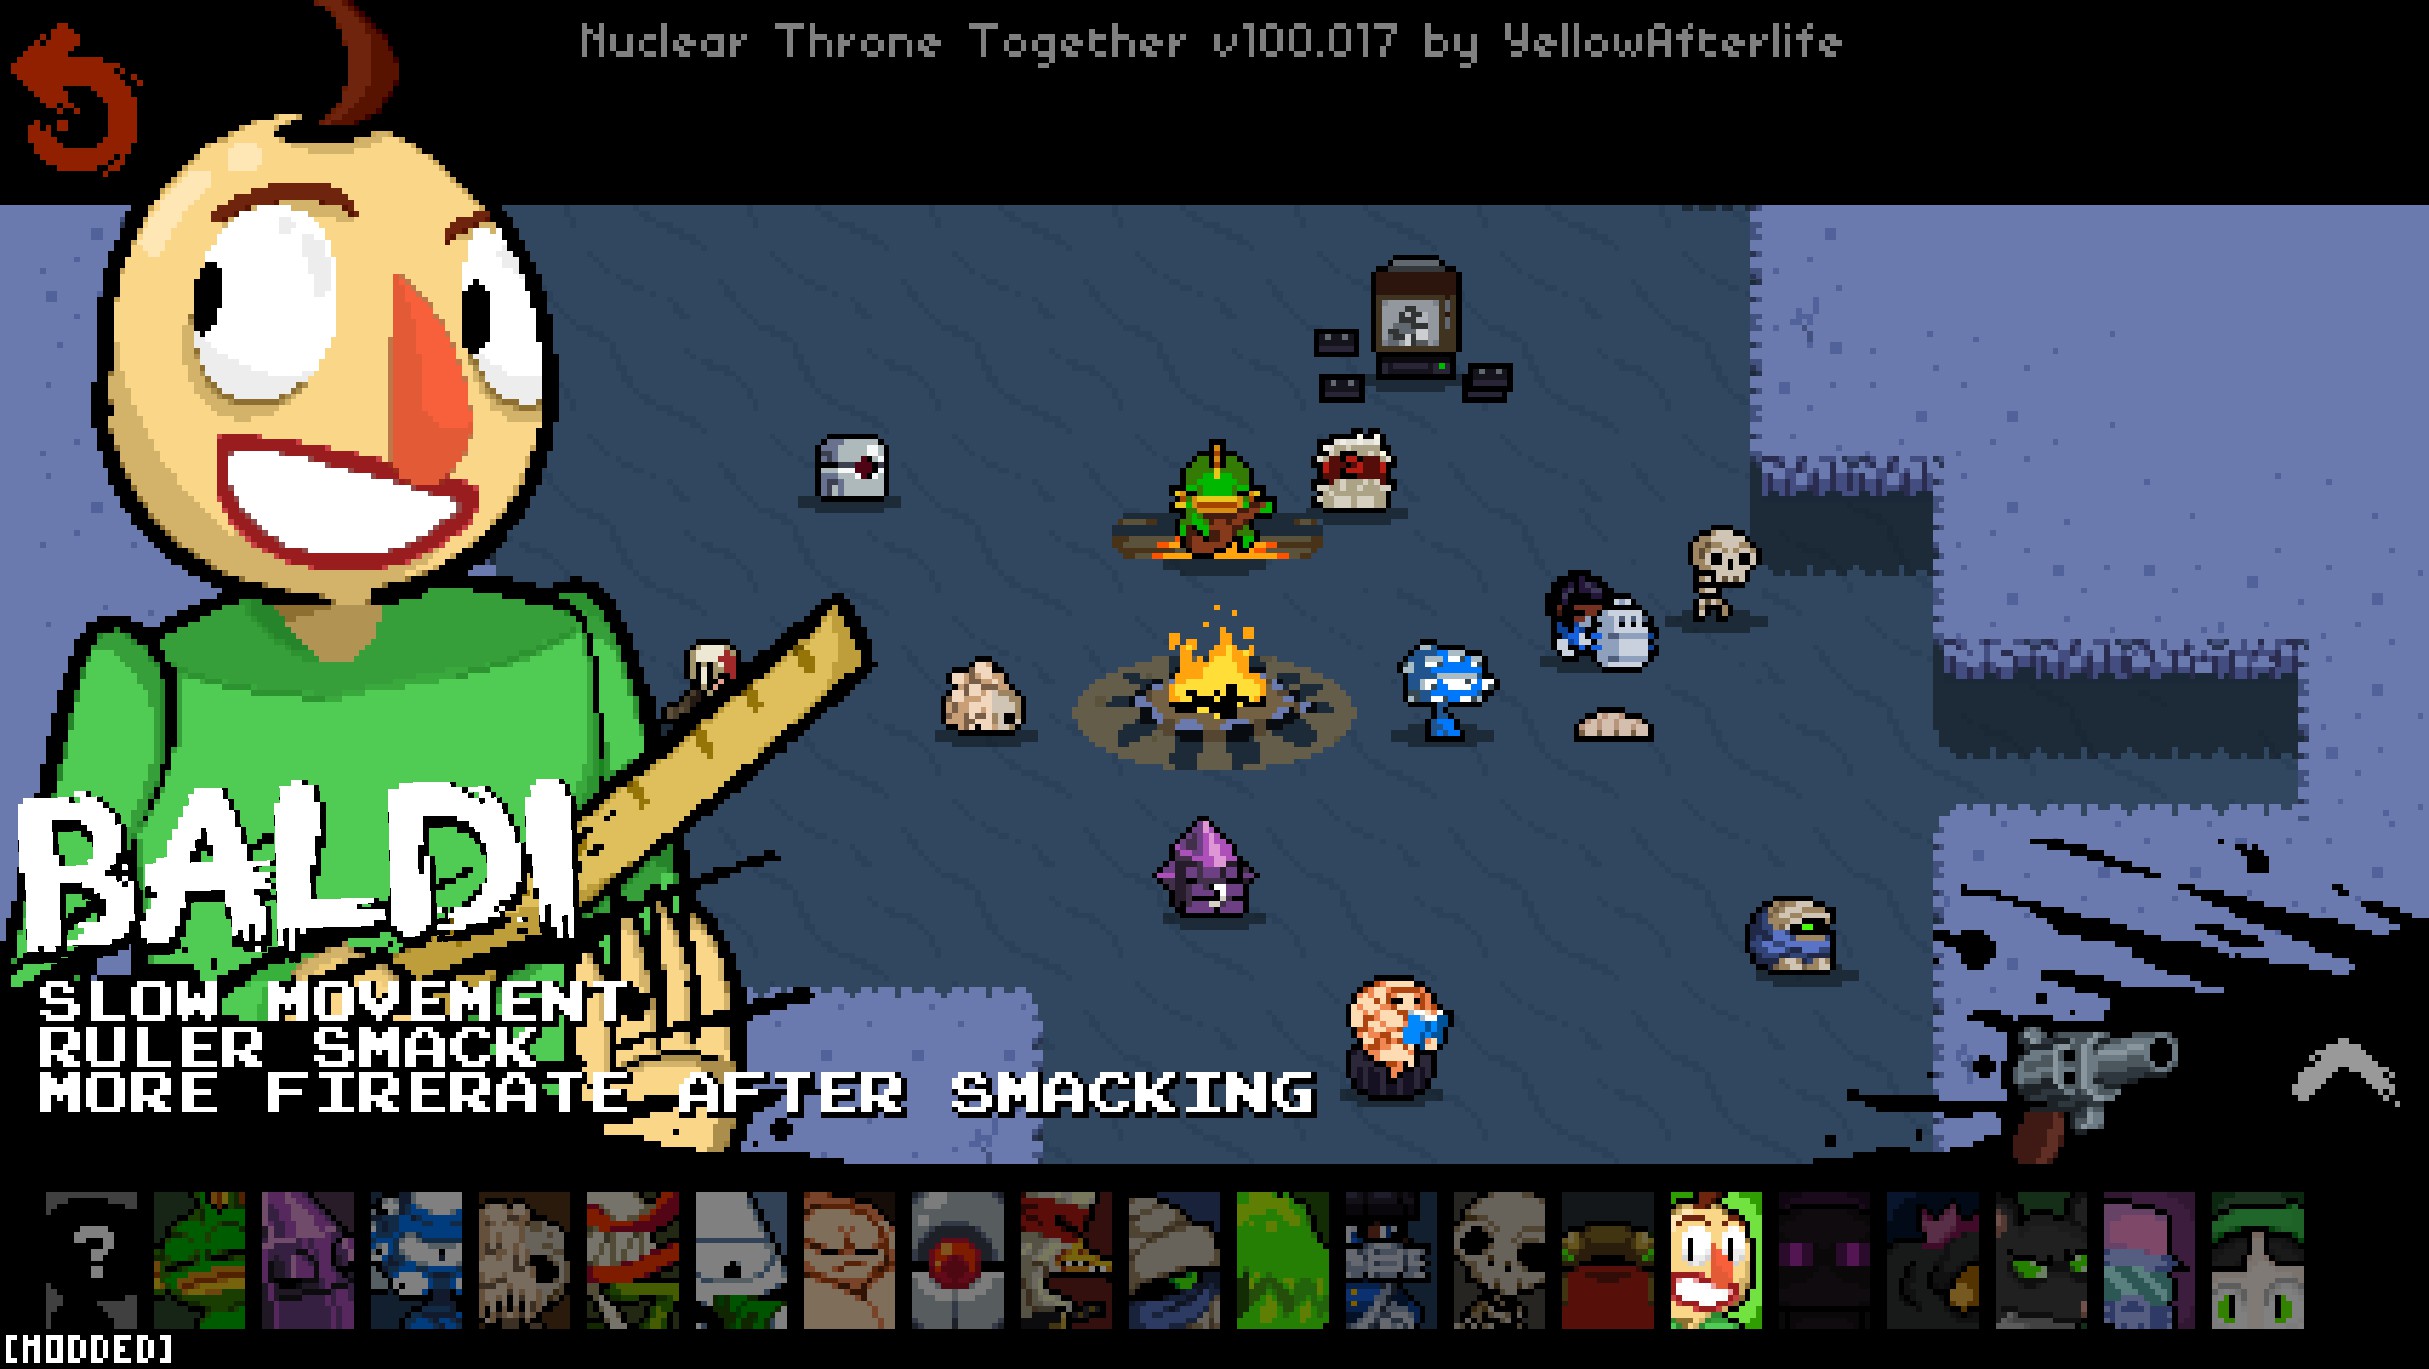 Nuclear Throne Together v100.017 by YellowAfterlife
BALDI
SLOW MOVEMENT
RULER SMACK
MORE FIRERATE AFTER SMACKING
?
[MODDED]